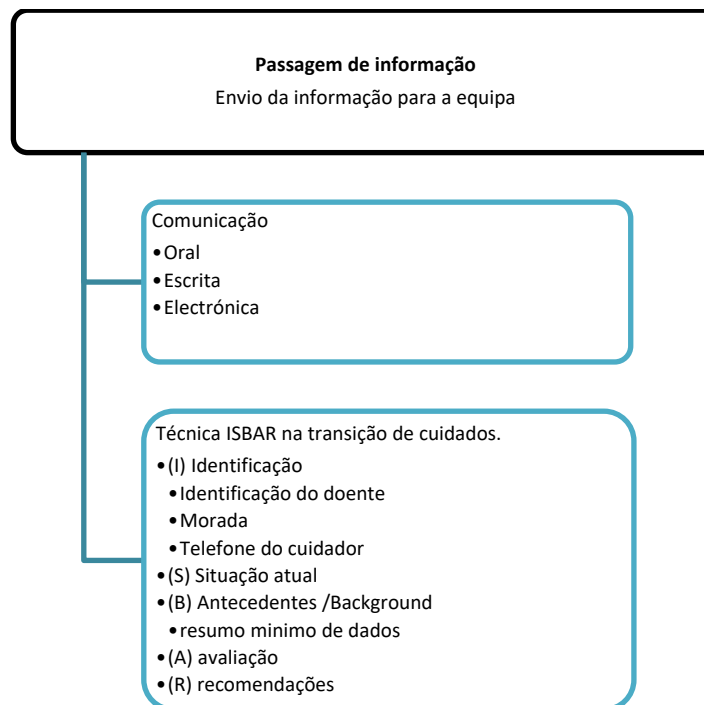 Passagem de informação
Envio da informação para a equipa
Comunicação
•Oral
•Escrita
•Electrónica
Técnica ISBAR na transição de cuidados.
•(I) Identificação
•Identificação do doente
•Morada
•Telefone do cuidador
•(S) Situação atual
•(B) Antecedentes /Background
•resumo minimo de dados
•(A) avaliação
•(R) recomendações